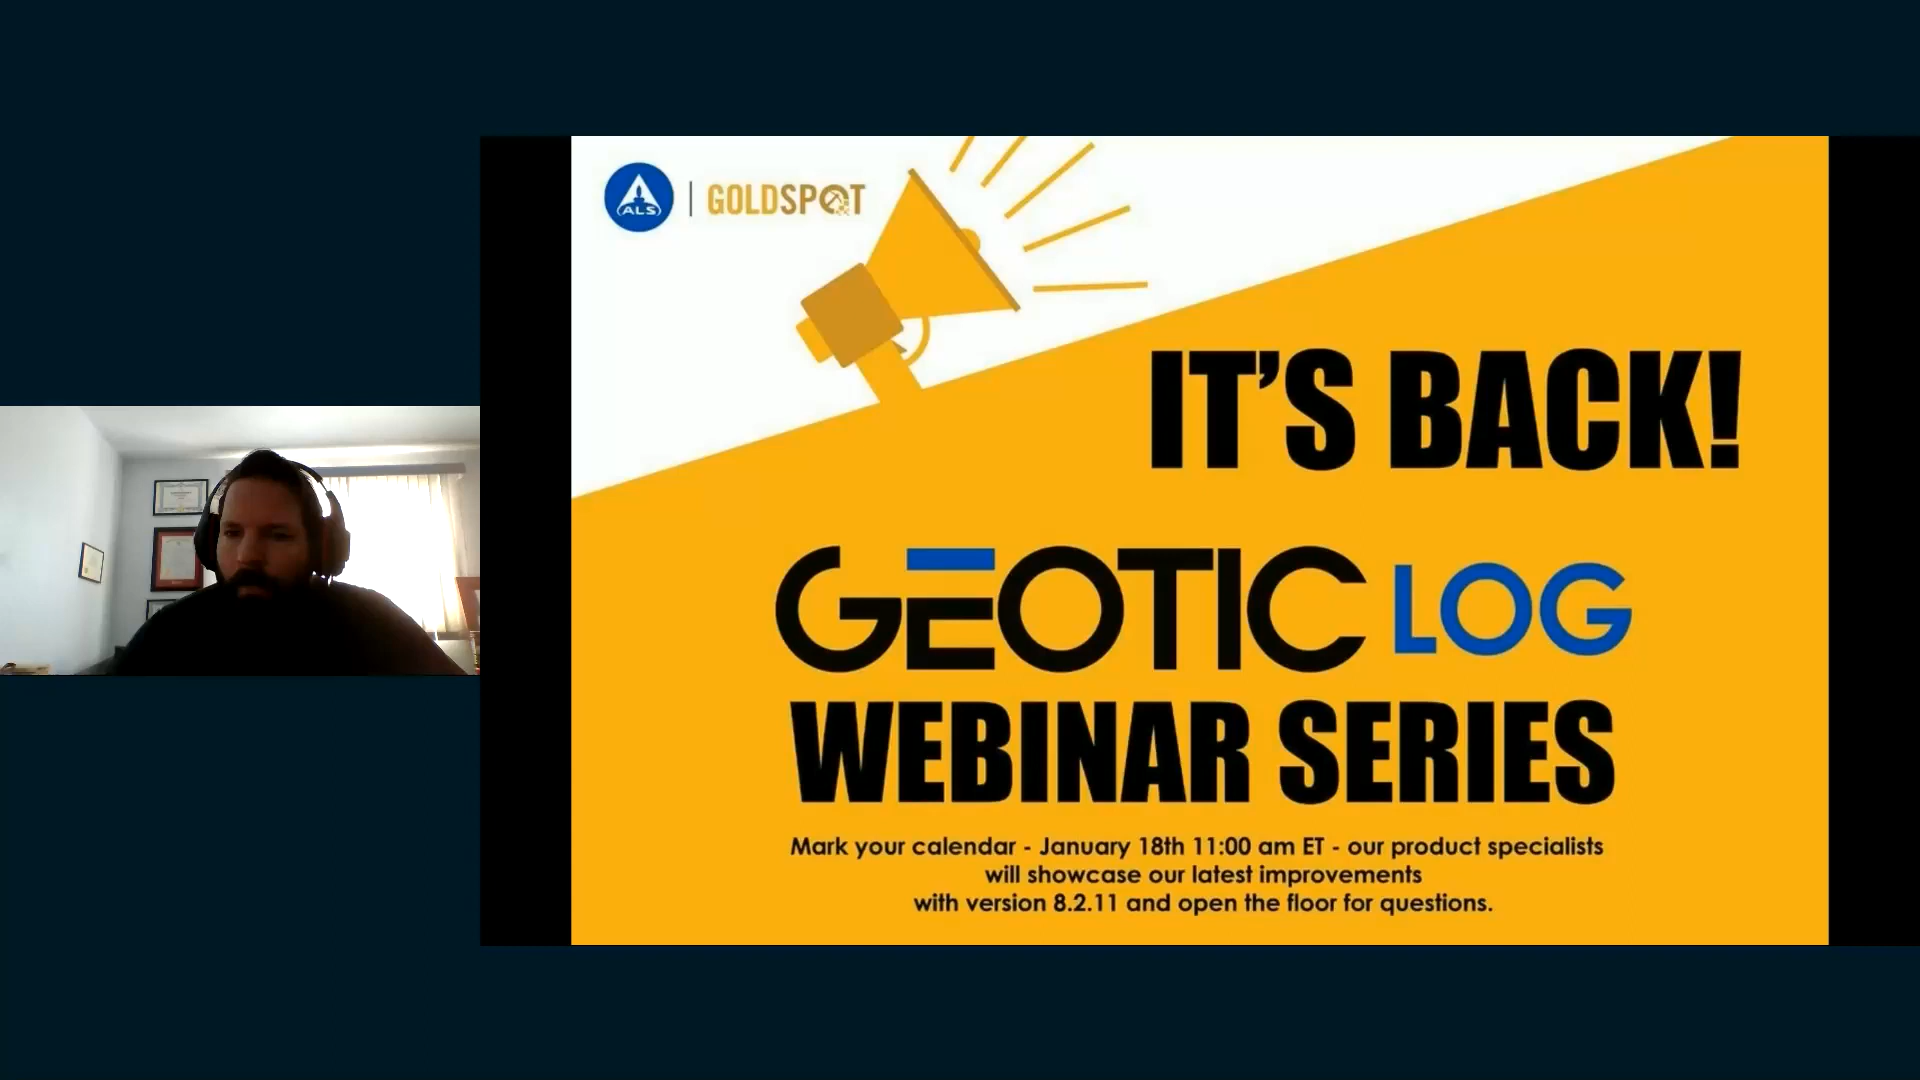 ALS
GOLDSPOT
IT'S BACK!
GEOTIC LOG
WEBINAR SERIES
Mark your calendar - January 18th 11:00 am ET - our product specialists
will showcase our latest improvements
with version 8.2.11 and open the floor for questions.